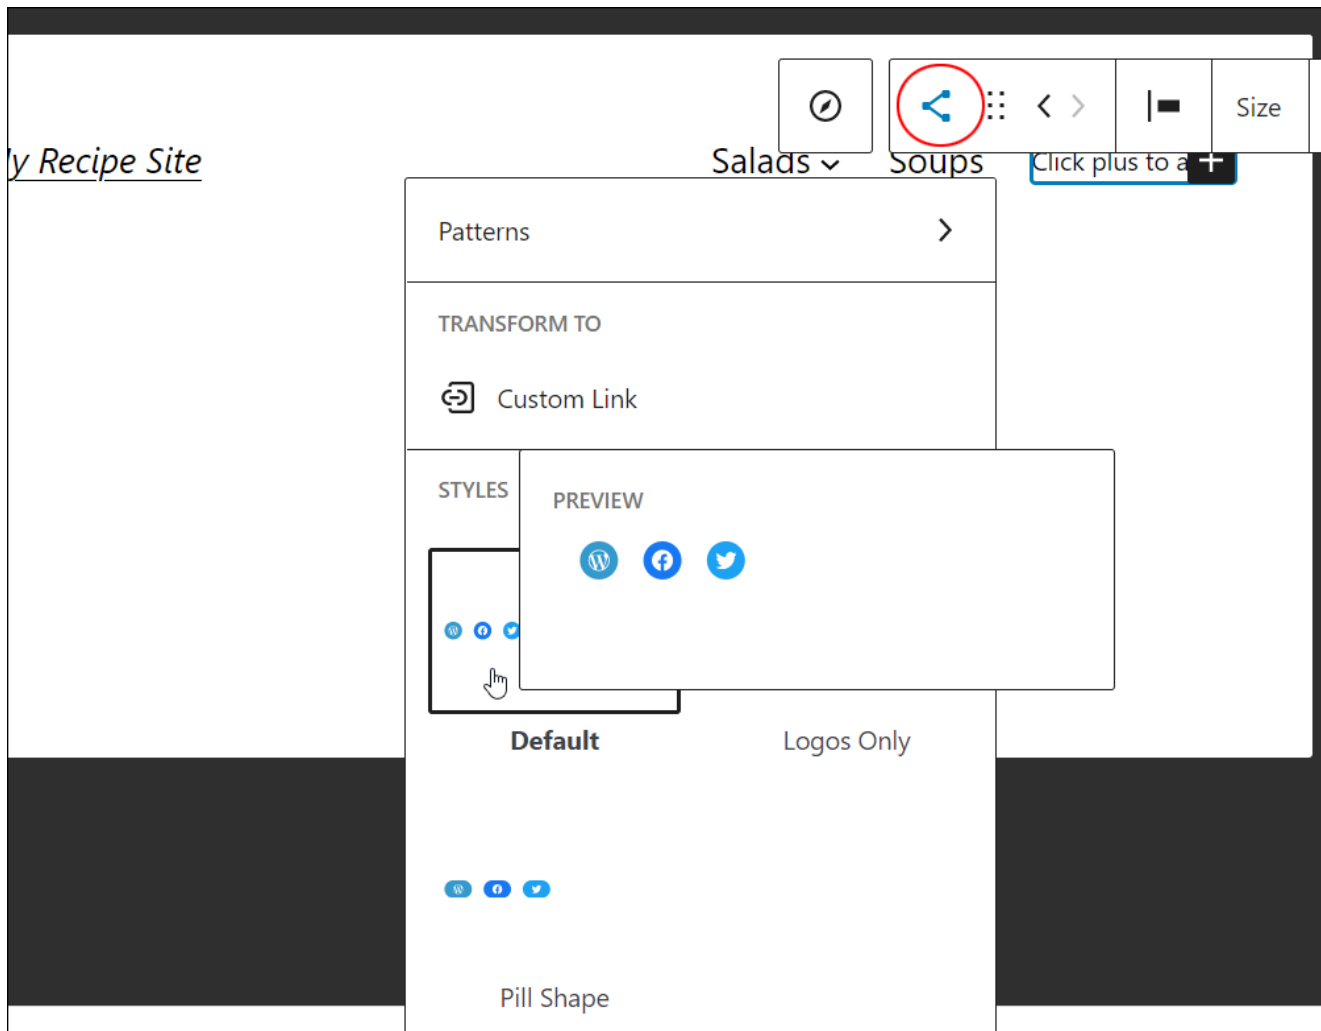 Size
y Recipe Site
Salads
Soups
Click plus to a
Patterns
TRANSFORM TO
Custom Link
STYLES
PREVIEW
Default
Logos Only
Pill Shape